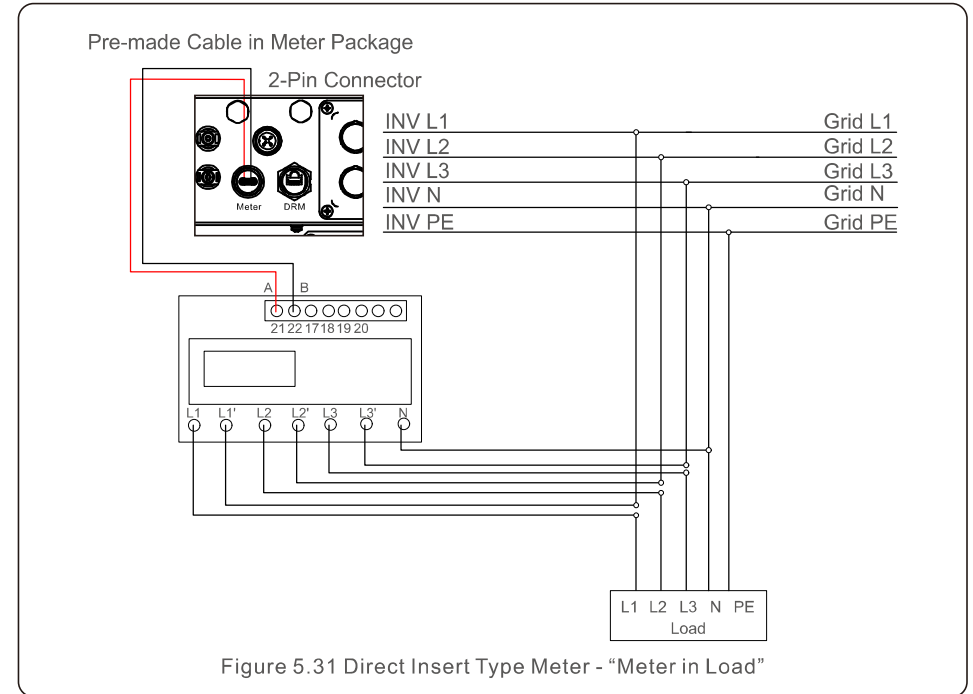 Pre-made Cable in Meter Package
2-Pin Connector
Meter DRM
INV L1 Grid L1
INV L2 Grid L2
INV L3 Grid L3
INV N Grid N
INV PE Grid PE
A B
21 22 17 18 19 20
L1 L1' L2 L2' L3 L3' N
L1 L2 L3 N PE
Load
Figure 5.31 Direct Insert Type Meter - “Meter in Load”